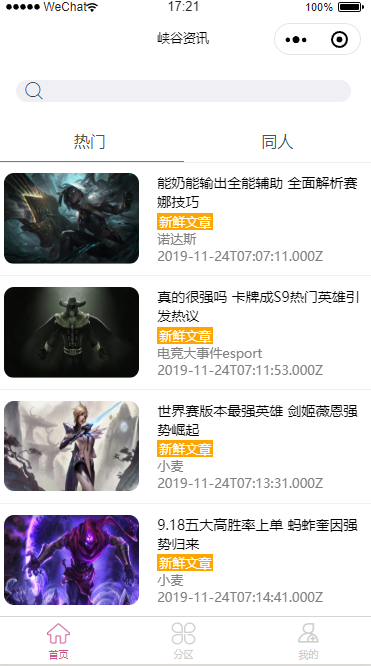 WeChat 17:21 100%
峡谷资讯
热门 同人
能奶能输出全能辅助 全面解析赛
娜技巧
新鲜文章
诺达斯
2019-11-24T07:07:11.000Z
真的很强吗 卡牌成S9热门英雄引
发热议
新鲜文章
电竞大事件esport
2019-11-24T07:11:53.000Z
世界赛版本最强英雄 剑姬薇恩强
势崛起
新鲜文章
小麦
2019-11-24T07:13:31.000Z
9.18五大高胜率上单 蚂蚱奎因强
势归来
新鲜文章
小麦
2019-11-24T07:14:41.000Z
首页 分区 我的